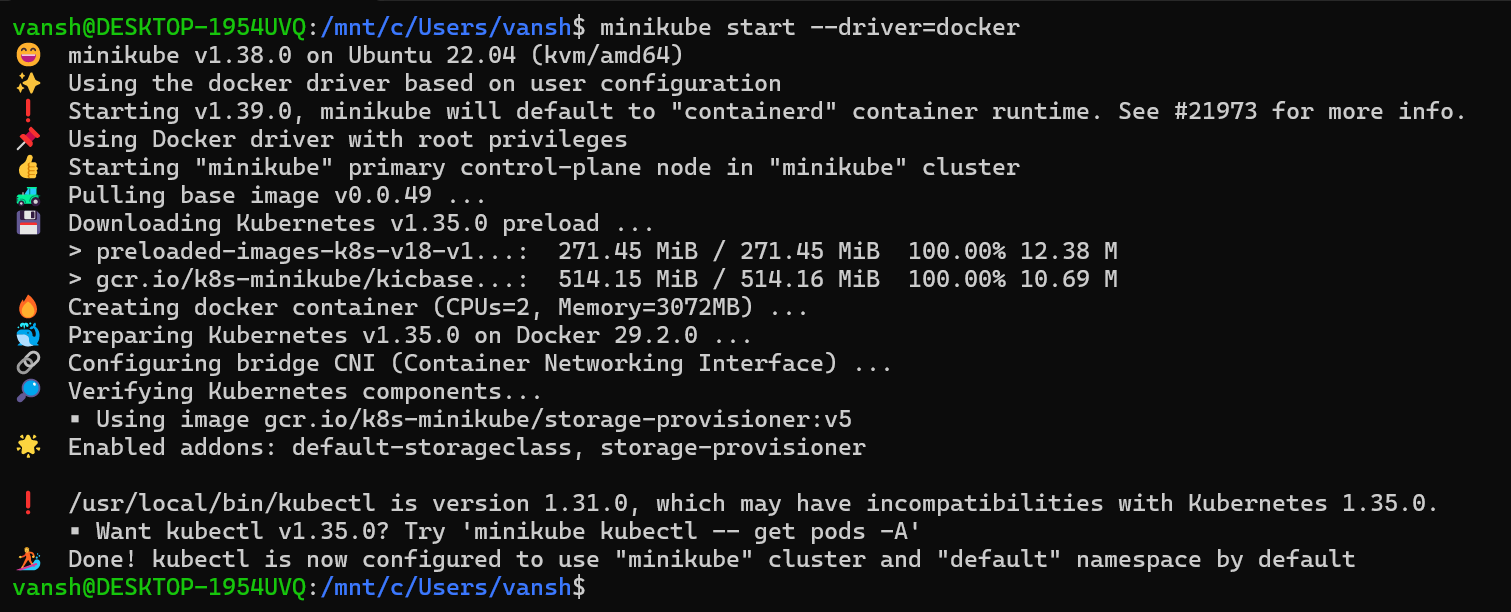 vansh@DESKTOP-1954UVQ:/mnt/c/Users/vansh$ minikube start --driver=docker
😄 minikube v1.38.0 on Ubuntu 22.04 (kvm/amd64)
✨ Using the docker driver based on user configuration
❗ Starting v1.39.0, minikube will default to "containerd" container runtime. See #21973 for more info.
📌 Using Docker driver with root privileges
👍 Starting "minikube" primary control-plane node in "minikube" cluster
🚜 Pulling base image v0.0.49 ...
💾 Downloading Kubernetes v1.35.0 preload ...
> preloaded-images-k8s-v18-v1...: 271.45 MiB / 271.45 MiB 100.00% 12.38 M
> gcr.io/k8s-minikube/kicbase...: 514.15 MiB / 514.16 MiB 100.00% 10.69 M
🔥 Creating docker container (CPUs=2, Memory=3072MB) ...
🐳 Preparing Kubernetes v1.35.0 on Docker 29.2.0 ...
🔗 Configuring bridge CNI (Container Networking Interface) ...
🔎 Verifying Kubernetes components...
▪ Using image gcr.io/k8s-minikube/storage-provisioner:v5
🌟 Enabled addons: default-storageclass, storage-provisioner
❗ /usr/local/bin/kubectl is version 1.31.0, which may have incompatibilities with Kubernetes 1.35.0.
▪ Want kubectl v1.35.0? Try 'minikube kubectl -- get pods -A'
🏄 Done! kubectl is now configured to use "minikube" cluster and "default" namespace by default
vansh@DESKTOP-1954UVQ:/mnt/c/Users/vansh$